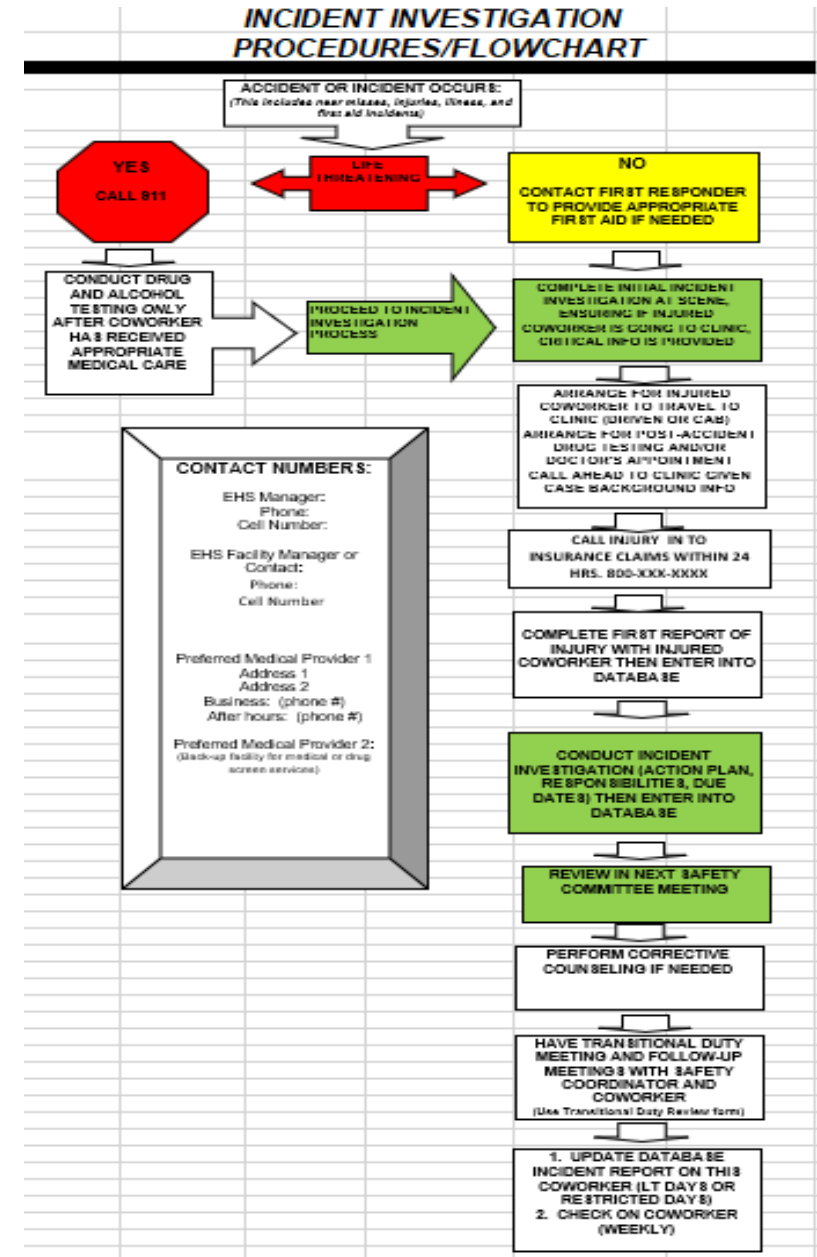 INCIDENT INVESTIGATION
PROCEDURES/FLOWCHART
ACCIDENT OR INCIDENT OCCURS:
(This includes near misses, injuries, illness, and
first aid incidents)
YES
CALL 911
LIFE
THREATENING
NO
CONTACT FIRST RESPONDER
TO PROVIDE APPROPRIATE
FIRST AID IF NEEDED
CONDUCT DRUG
AND ALCOHOL
TESTING ONLY
AFTER COWORKER
HAS RECEIVED
APPROPRIATE
MEDICAL CARE
PROCEED TO INCIDENT
INVESTIGATION
PROCESS
COMPLETE INITIAL INCIDENT
INVESTIGATION AT SCENE,
ENSURING IF INJURED
COWORKER IS GOING TO CLINIC,
CRITICAL INFO IS PROVIDED
ARRANGE FOR INJURED
COWORKER TO TRAVEL TO
CLINIC (DRIVEN OR CAB)
ARRANGE FOR POST-ACCIDENT
DRUG TESTING AND/OR
DOCTOR'S APPOINTMENT
CALL AHEAD TO CLINIC GIVEN
CASE BACKGROUND INFO
CALL INJURY IN TO
INSURANCE CLAIMS WITHIN 24
HRS. 800-XXX-XXXX
COMPLETE FIRST REPORT OF
INJURY WITH INJURED
COWORKER THEN ENTER INTO
DATABASE
CONDUCT INCIDENT
INVESTIGATION (ACTION PLAN,
RESPONSIBILITIES, DUE
DATES) THEN ENTER INTO
DATABASE
REVIEW IN NEXT SAFETY
COMMITTEE MEETING
PERFORM CORRECTIVE
COUNSELING IF NEEDED
HAVE TRANSITIONAL DUTY
MEETING AND FOLLOW-UP
MEETINGS WITH SAFETY
COORDINATOR AND
COWORKER
(Use Transitional Duty Review form)
1. UPDATE DATABASE
INCIDENT REPORT ON THIS
COWORKER (LT DAYS OR
RESTRICTED DAYS)
2. CHECK ON COWORKER
(WEEKLY)
CONTACT NUMBERS:
EHS Manager:
Phone:
Cell Number:
EHS Facility Manager or
Contact:
Phone:
Cell Number
Preferred Medical Provider 1
Address 1
Address 2
Business: (phone #)
After hours: (phone #)
Preferred Medical Provider 2:
(Back-up facility for medical or drug
screen services)